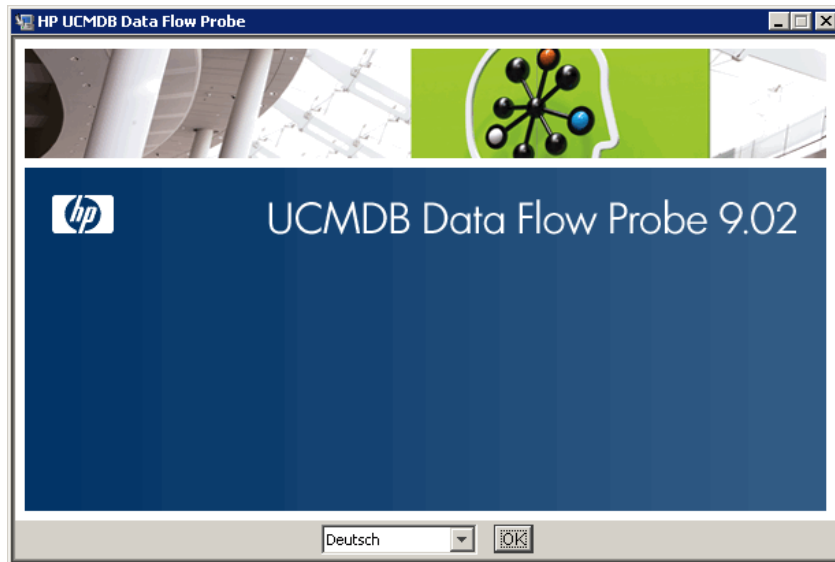 HP UCMDB Data Flow Probe
hp
UCMDB Data Flow Probe 9.02
Deutsch
OK